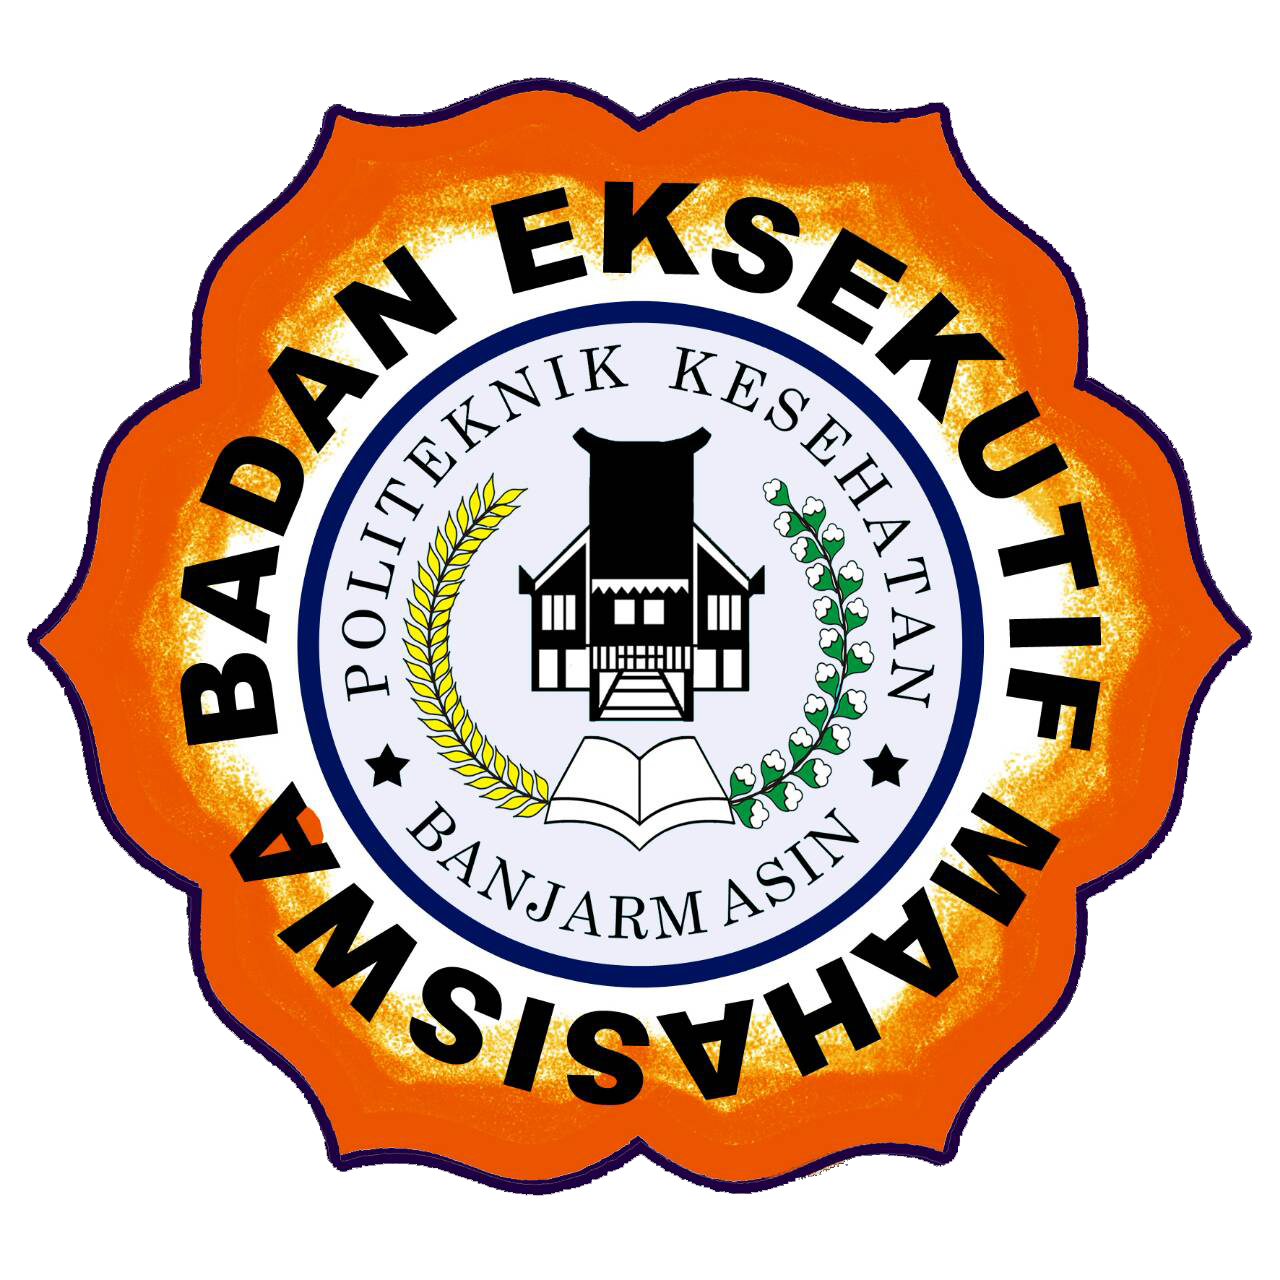 BADAN EKSEKUTIF MAHASISWA
POLITEKNIK KESEHATAN
BANJARMASIN